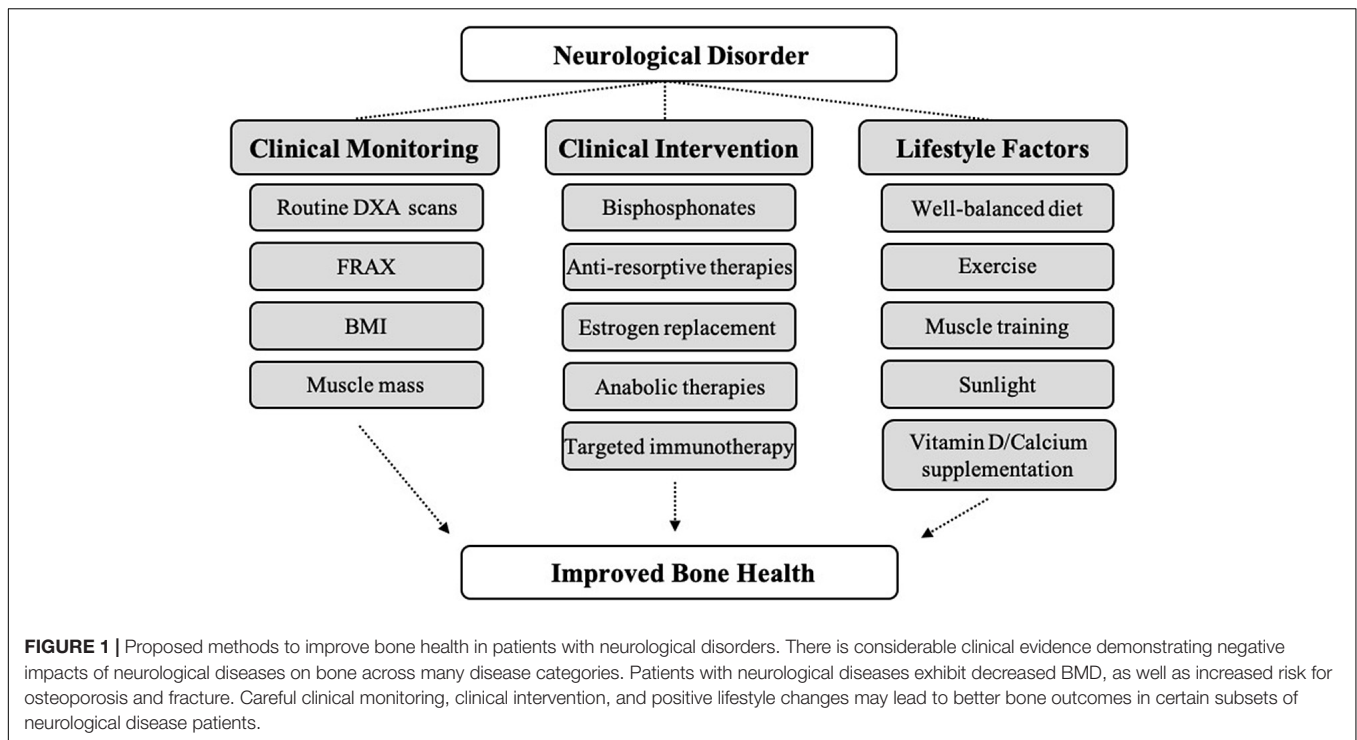 Neurological Disorder
Clinical Monitoring
Routine DXA scans
FRAX
BMI
Muscle mass
Clinical Intervention
Bisphosphonates
Anti-resorptive therapies
Estrogen replacement
Anabolic therapies
Targeted immunotherapy
Lifestyle Factors
Well-balanced diet
Exercise
Muscle training
Sunlight
Vitamin D/Calcium
supplementation
Improved Bone Health
FIGURE 1 | Proposed methods to improve bone health in patients with neurological disorders. There is considerable clinical evidence demonstrating negative
impacts of neurological diseases on bone across many disease categories. Patients with neurological diseases exhibit decreased BMD, as well as increased risk for
osteoporosis and fracture. Careful clinical monitoring, clinical intervention, and positive lifestyle changes may lead to better bone outcomes in certain subsets of
neurological disease patients.